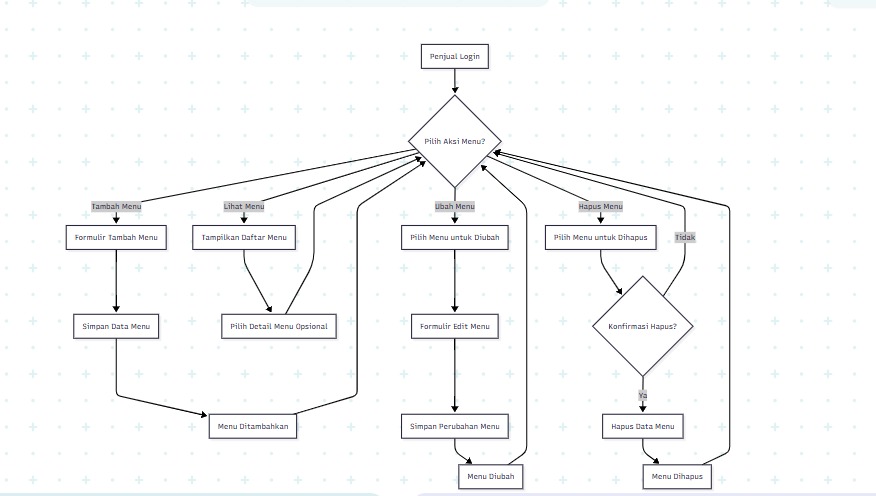 Penjual Login
Pilih Aksi Menu?
Tambah Menu
Lihat Menu
Ubah Menu
Hapus Menu
Formulir Tambah Menu
Tampilkan Daftar Menu
Pilih Menu untuk Diubah
Pilih Menu untuk Dihapus
Tidak
Simpan Data Menu
Pilih Detail Menu Opsional
Formulir Edit Menu
Konfirmasi Hapus?
Ya
Menu Ditambahkan
Simpan Perubahan Menu
Hapus Data Menu
Menu Diubah
Menu Dihapus